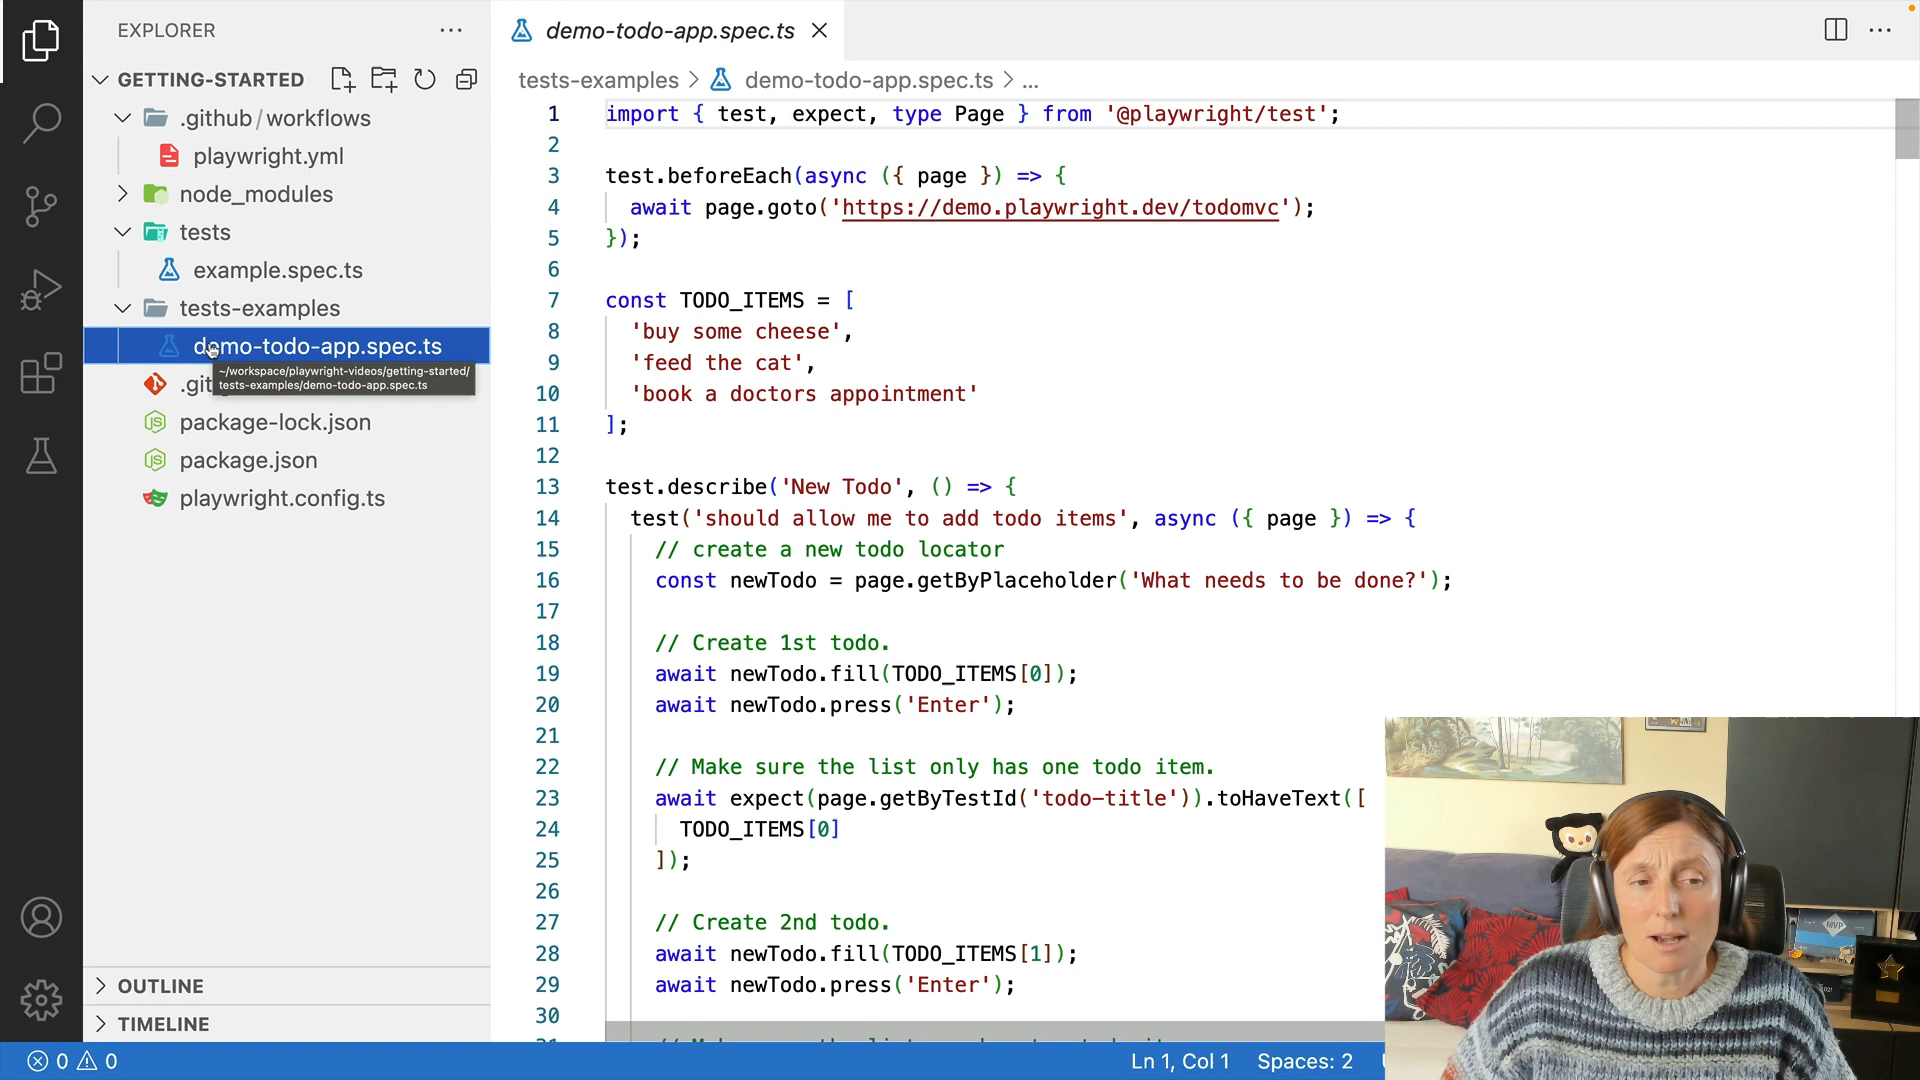 EXPLORER
GETTING-STARTED
.github/workflows
playwright.yml
node_modules
tests
example.spec.ts
tests-examples
demo-todo-app.spec.ts
~/workspace/playwright-videos/getting-started/
tests-examples/demo-todo-app.spec.ts
.git
package-lock.json
package.json
playwright.config.ts
OUTLINE
TIMELINE
demo-todo-app.spec.ts
tests-examples > demo-todo-app.spec.ts > ...
1 import { test, expect, type Page } from '@playwright/test';
2
3 test.beforeEach(async ({ page }) => {
4 await page.goto('https://demo.playwright.dev/todomvc');
5 });
6
7 const TODO_ITEMS = [
8 'buy some cheese',
9 'feed the cat',
10 'book a doctors appointment'
11 ];
12
13 test.describe('New Todo', () => {
14 test('should allow me to add todo items', async ({ page }) => {
15 // create a new todo locator
16 const newTodo = page.getByPlaceholder('What needs to be done?');
17
18 // Create 1st todo.
19 await newTodo.fill(TODO_ITEMS[0]);
20 await newTodo.press('Enter');
21
22 // Make sure the list only has one todo item.
23 await expect(page.getByTestId('todo-title')).toHaveText([
24 TODO_ITEMS[0]
25 ]);
26
27 // Create 2nd todo.
28 await newTodo.fill(TODO_ITEMS[1]);
29 await newTodo.press('Enter');
30
MVP
0 0
Ln 1, Col 1 Spaces: 2